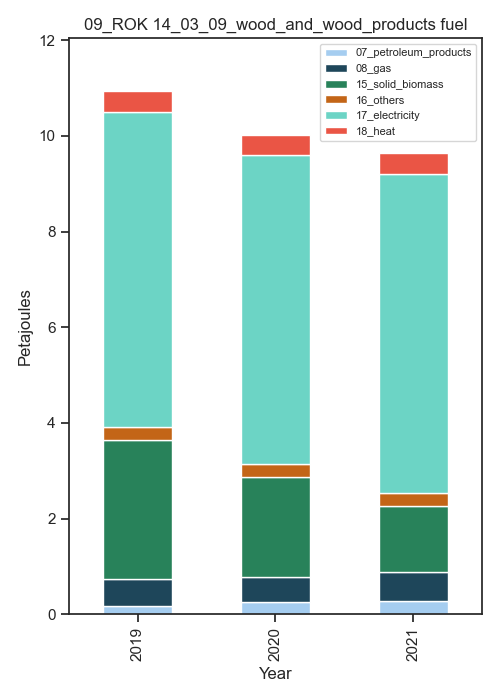 09_ROK 14_03_09_wood_and_wood_products fuel
07_petroleum_products
08_gas
15_solid_biomass
16_others
17_electricity
18_heat
12
10
8
6
4
2
0
Petajoules
2019
2020
2021
Year